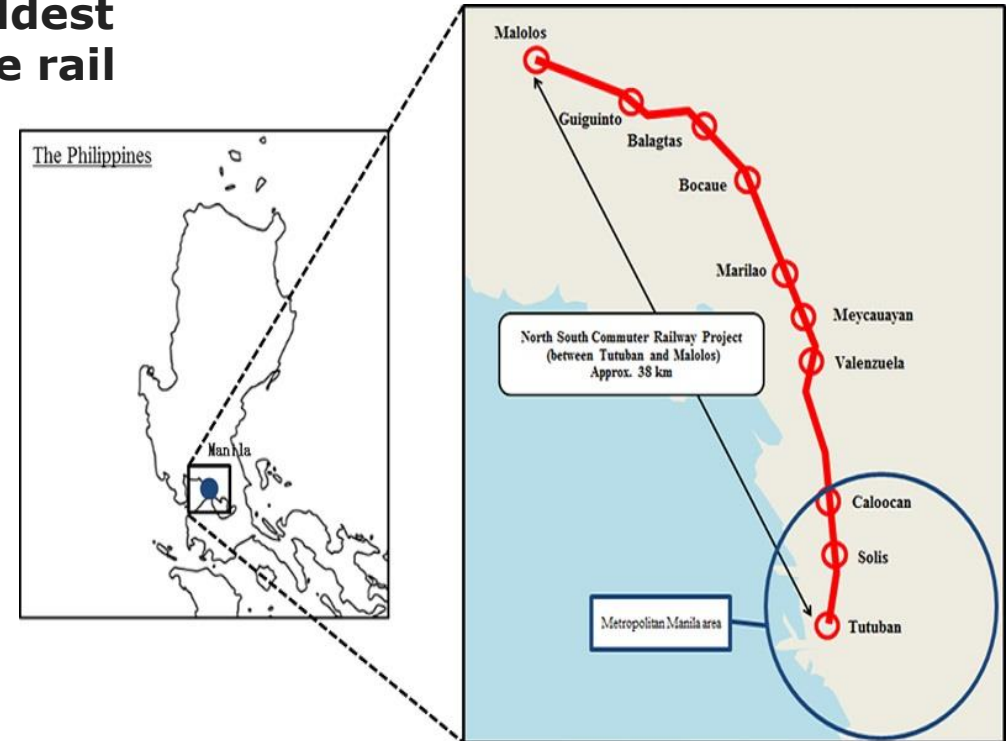 e rail
The Philippines
Manila
Malolos
Guiguinto
Balagtas
Bocaue
Marilao
Meycauayan
Valenzuela
North South Commuter Railway Project
(between Tutuban and Malolos)
Approx. 38 km
Caloocan
Solis
Tutuban
Metropolitan Manila area